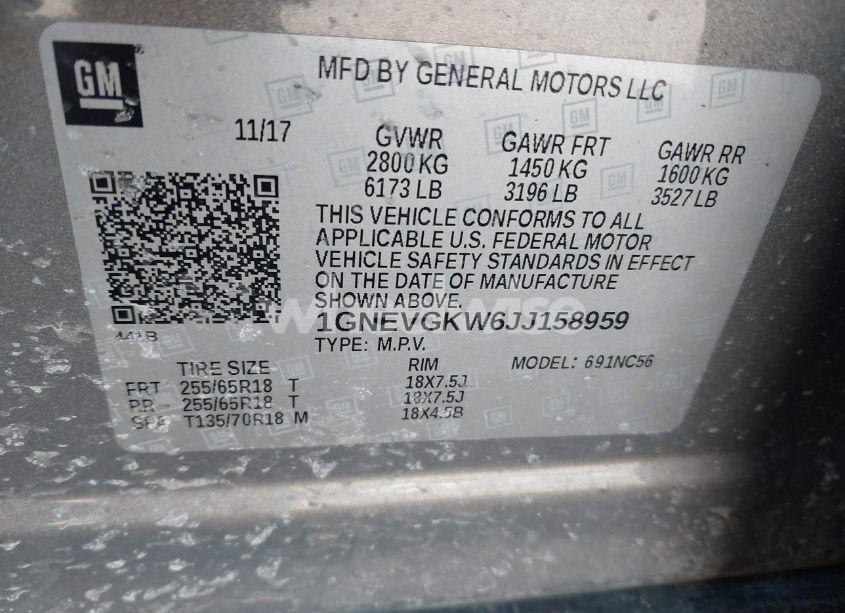 GM
MFD BY GENERAL MOTORS LLC
11/17
GVWR
2800 KG
6173 LB
GAWR FRT
1450 KG
3196 LB
GAWR RR
1600 KG
3527 LB
THIS VEHICLE CONFORMS TO ALL
APPLICABLE U.S. FEDERAL MOTOR
VEHICLE SAFETY STANDARDS IN EFFECT
ON THE DATE OF MANUFACTURE
SHOWN ABOVE.
1GNEVGKW6JJ158959
TYPE: M.P.V.
MODEL: 691NC56
TIRE SIZE
RIM
FRT 255/65R18 T
18X7.5J
RR 255/65R18 T
18X7.5J
T135/70R18 M
18X4.5B